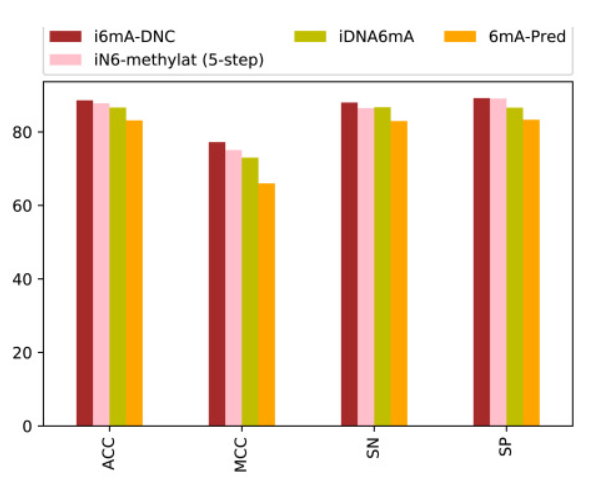 i6mA-DNC iDNA6mA 6mA-Pred
iN6-methylat (5-step)
80
60
40
20
0
ACC MCC SN SP